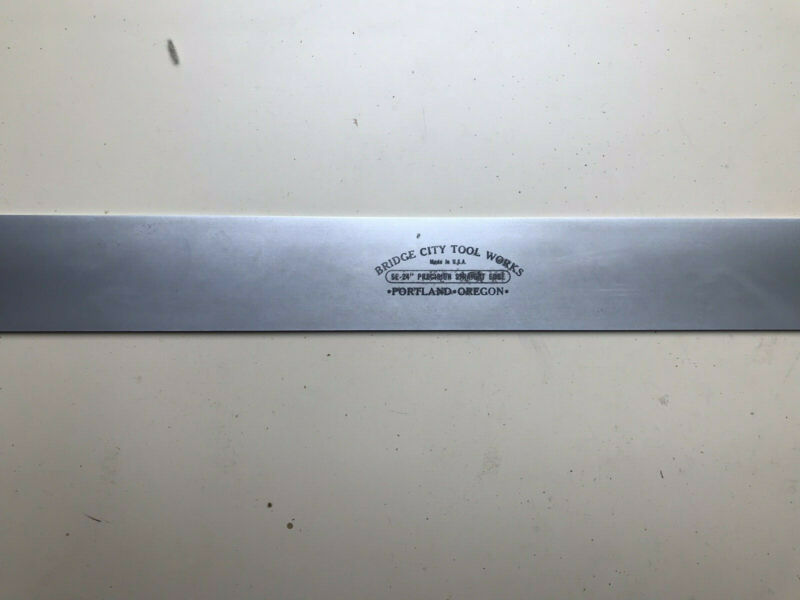 BRIDGE CITY TOOL WORKS
Made in U.S.A.
SE-24" PRECISION STRAIGHT EDGE
•PORTLAND•OREGON•